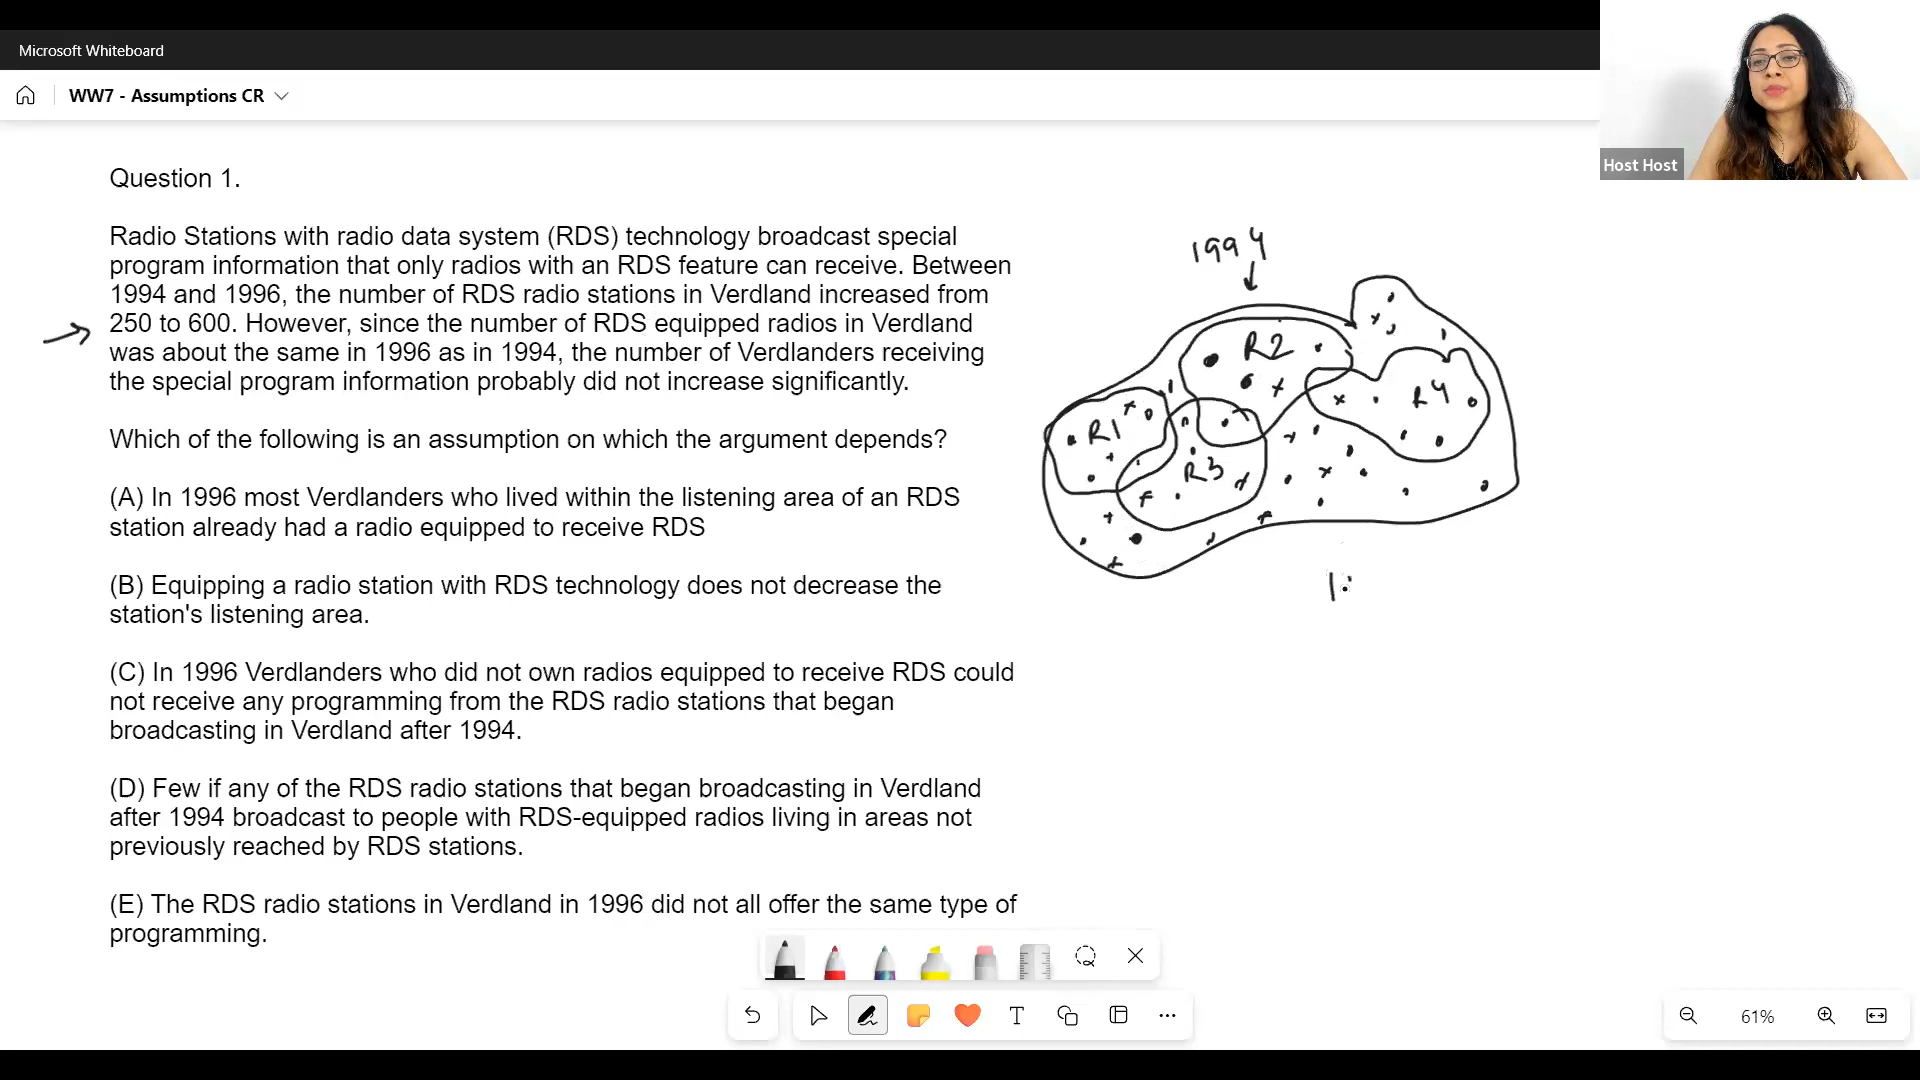 Microsoft Whiteboard
WW7 - Assumptions CR
Host Host
Question 1.
Radio Stations with radio data system (RDS) technology broadcast special
program information that only radios with an RDS feature can receive. Between
1994 and 1996, the number of RDS radio stations in Verdland increased from
250 to 600. However, since the number of RDS equipped radios in Verdland
was about the same in 1996 as in 1994, the number of Verdlanders receiving
the special program information probably did not increase significantly.
Which of the following is an assumption on which the argument depends?
(A) In 1996 most Verdlanders who lived within the listening area of an RDS
station already had a radio equipped to receive RDS
(B) Equipping a radio station with RDS technology does not decrease the
station's listening area.
(C) In 1996 Verdlanders who did not own radios equipped to receive RDS could
not receive any programming from the RDS radio stations that began
broadcasting in Verdland after 1994.
(D) Few if any of the RDS radio stations that began broadcasting in Verdland
after 1994 broadcast to people with RDS-equipped radios living in areas not
previously reached by RDS stations.
(E) The RDS radio stations in Verdland in 1996 did not all offer the same type of
programming.
1994
R2
R4
R1
R3
61%